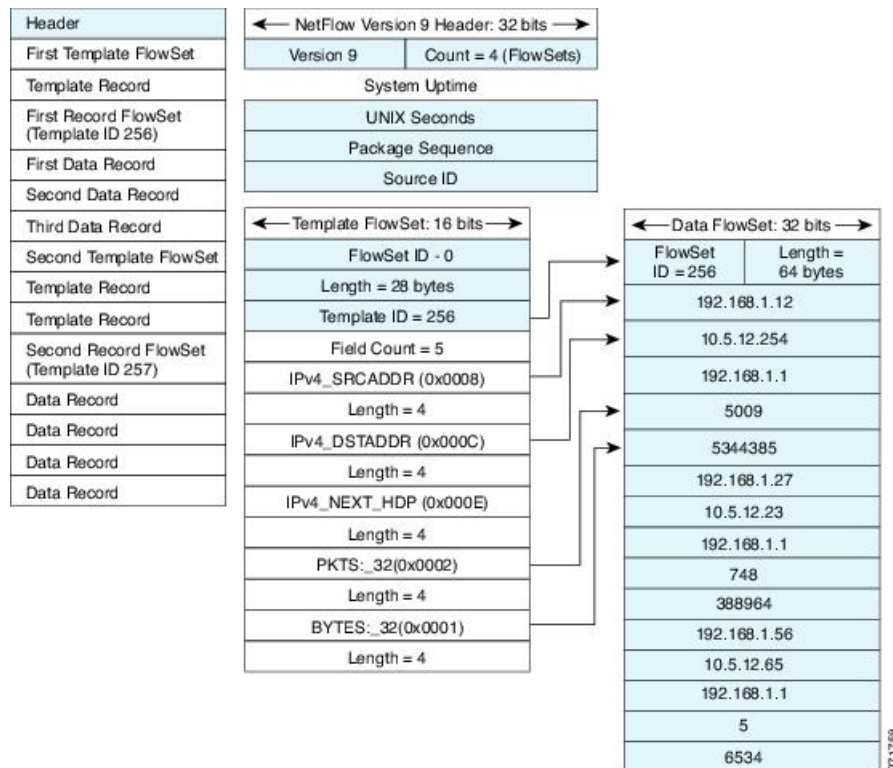 Header
First Template FlowSet
Template Record
First Record FlowSet
(Template ID 256)
First Data Record
Second Data Record
Third Data Record
Second Template FlowSet
Template Record
Template Record
Second Record FlowSet
(Template ID 257)
Data Record
Data Record
Data Record
Data Record
NetFlow Version 9 Header: 32 bits
Version 9
Count = 4 (FlowSets)
System Uptime
UNIX Seconds
Package Sequence
Source ID
Template FlowSet: 16 bits
FlowSet ID - 0
Length = 28 bytes
Template ID = 256
Field Count = 5
IPv4_SRCADDR (0x0008)
Length = 4
IPv4_DSTADDR (0x000C)
Length = 4
IPv4_NEXT_HDP (0x000E)
Length = 4
PKTS:_32(0x0002)
Length = 4
BYTES:_32(0x0001)
Length = 4
Data FlowSet: 32 bits
FlowSet
ID = 256
Length =
64 bytes
192.168.1.12
10.5.12.254
192.168.1.1
5009
5344385
192.168.1.27
10.5.12.23
192.168.1.1
748
388964
192.168.1.56
10.5.12.65
192.168.1.1
5
6534